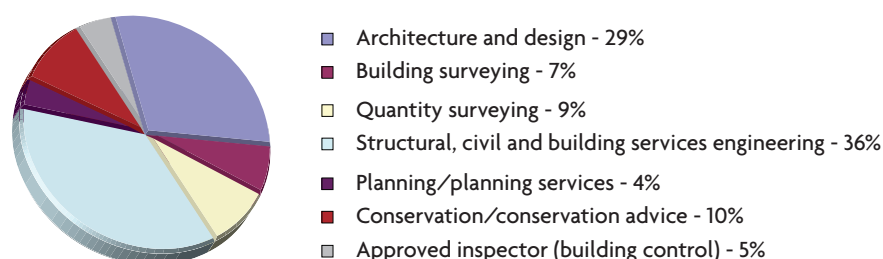 Architecture and design - 29%
Building surveying - 7%
Quantity surveying - 9%
Structural, civil and building services engineering - 36%
Planning/planning services - 4%
Conservation/conservation advice - 10%
Approved inspector (building control) - 5%